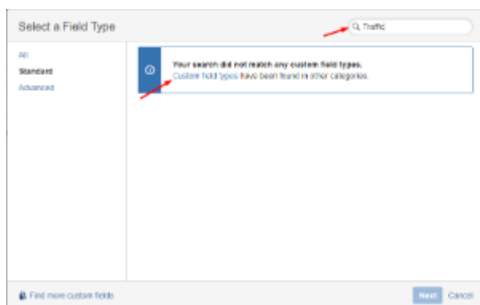 Select a Field Type
Traffic
All
Standard
Advanced
Your search did not match any custom field types.
Custom field types have been found in other categories.
Find more custom fields
Next Cancel